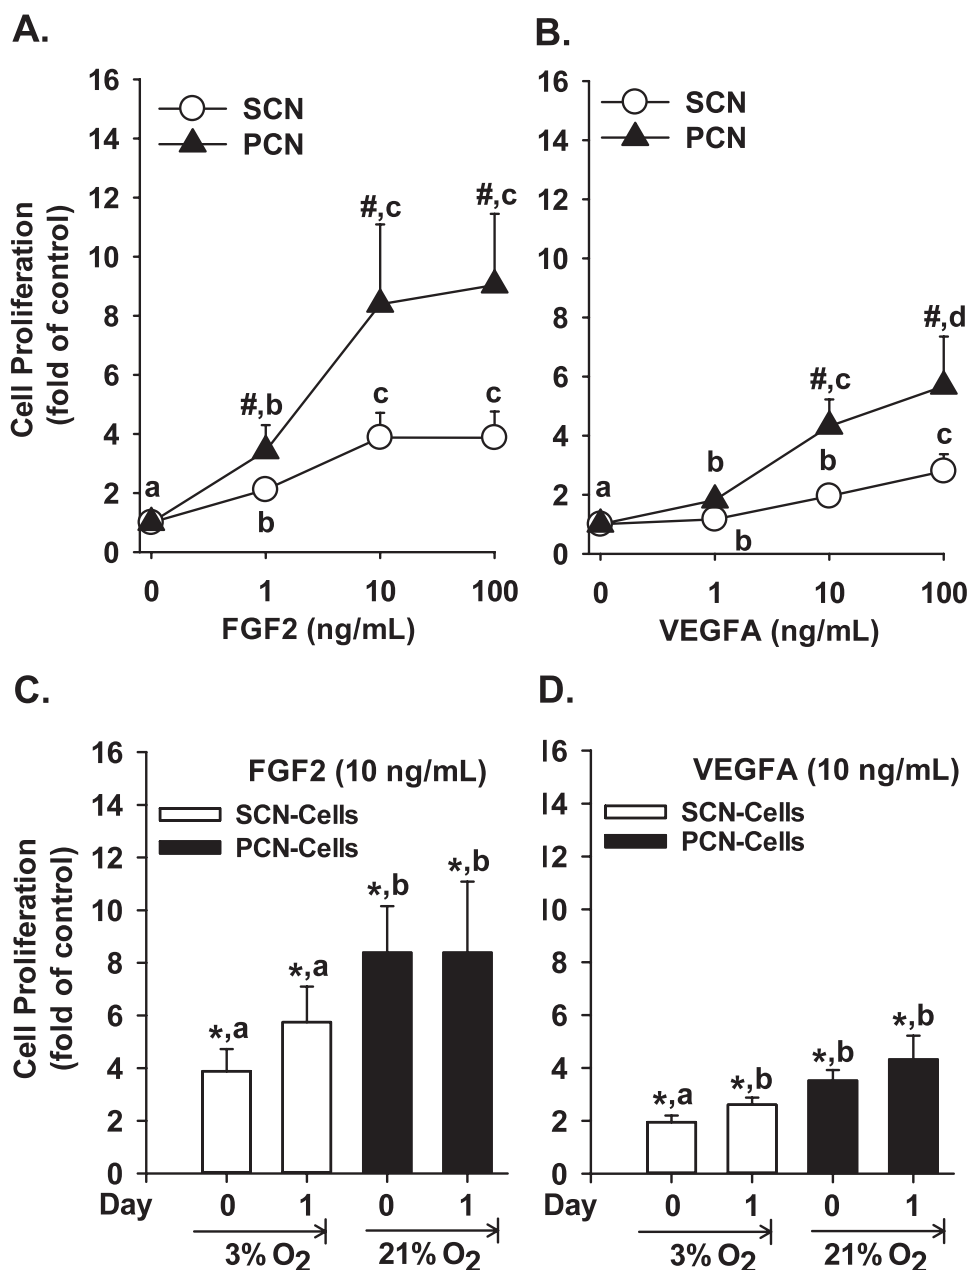 A.
16
14
12
10
8
6
4
2
0
Cell Proliferation
(fold of control)
SCN
PCN
a
#,b
b
#,c
c
#,c
c
0 1 10 100
FGF2 (ng/mL)
B.
16
14
12
10
8
6
4
2
0
SCN
PCN
a
b
b
#,c
b
#,d
c
0 1 10 100
VEGFA (ng/mL)
C.
16
14
12
10
8
6
4
2
0
Cell Proliferation
(fold of control)
FGF2 (10 ng/mL)
SCN-Cells
PCN-Cells
*,a
*,a
*,b
*,b
Day 0 1 0 1
3% O2 21% O2
D.
I6
I4
I2
I0
8
6
4
2
0
VEGFA (10 ng/mL)
SCN-Cells
PCN-Cells
*,a
*,b
*,b
*,b
0 1 0 1
3% O2 21% O2